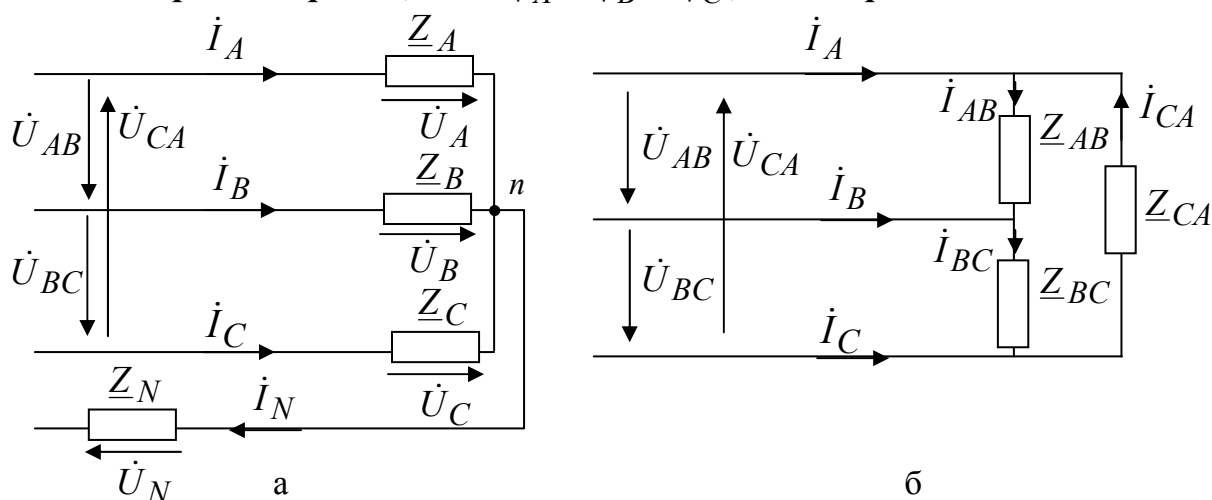 İ_A Z_A İ_A
U̇_AB U̇_CA U̇_A İ_AB Z_AB İ_CA
İ_B Z_B n U̇_AB U̇_CA İ_B Z_CA
U̇_BC U̇_B İ_BC Z_BC
İ_C Z_C U̇_BC İ_C
Z_N İ_N U̇_C
U̇_N а б